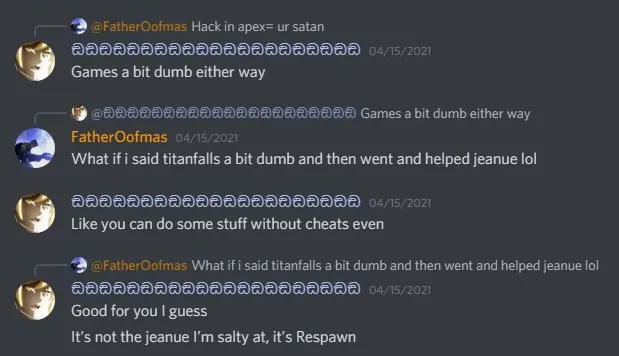 @FatherOofmas Hack in apex= ur satan
ඞඞඞඞඞඞඞඞඞඞඞඞඞඞඞඞඞඞඞඞඞ 04/15/2021
Games a bit dumb either way
@ඞඞඞඞඞඞඞඞඞඞඞඞඞඞඞඞඞඞඞඞඞ Games a bit dumb either way
FatherOofmas 04/15/2021
What if i said titanfalls a bit dumb and then went and helped jeanue lol
ඞඞඞඞඞඞඞඞඞඞඞඞඞඞඞඞඞඞඞඞඞ 04/15/2021
Like you can do some stuff without cheats even
@FatherOofmas What if i said titanfalls a bit dumb and then went and helped jeanue lol
ඞඞඞඞඞඞඞඞඞඞඞඞඞඞඞඞඞඞඞඞඞ 04/15/2021
Good for you I guess
It's not the jeanue I'm salty at, it's Respawn